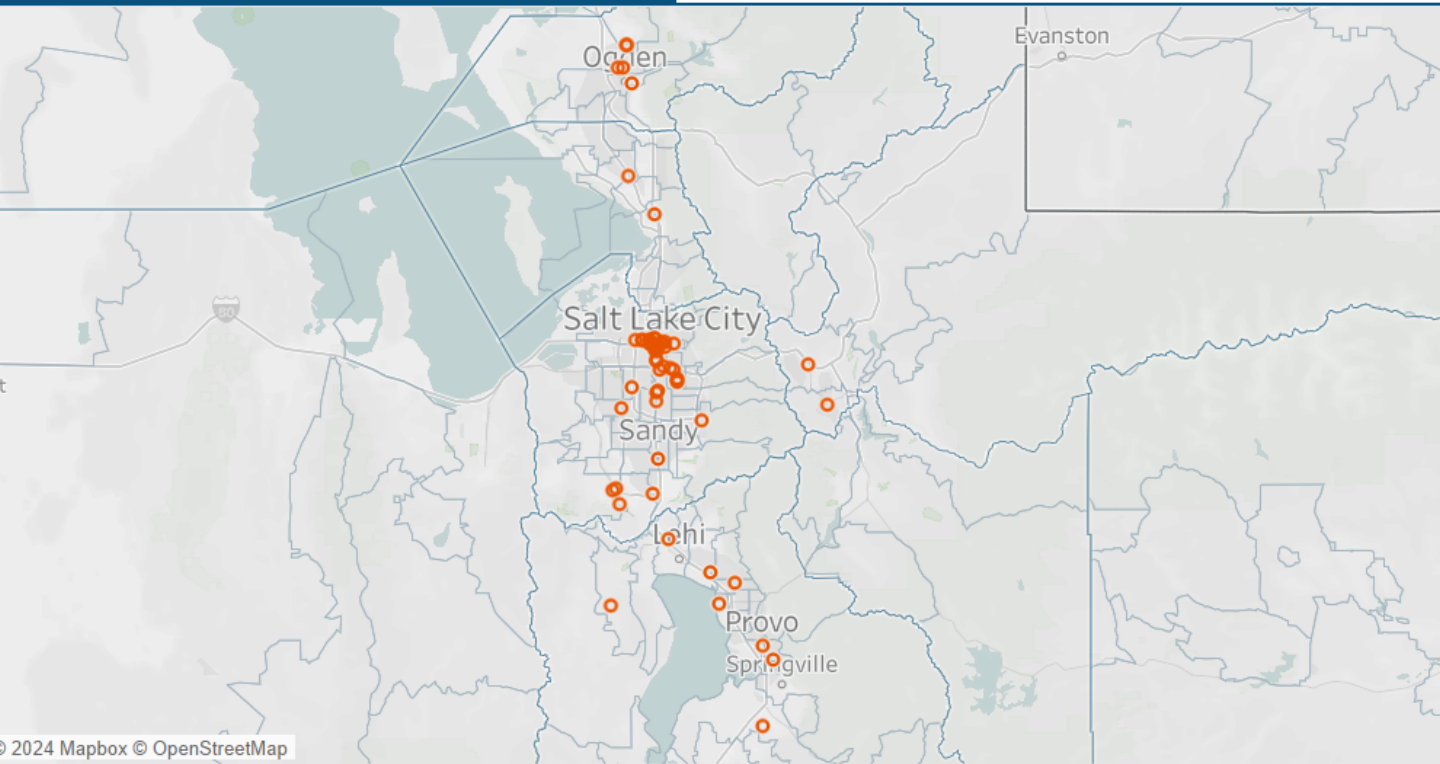 Evanston
Ogden
80
Salt Lake City
t
Sandy
Lehi
Provo
Springville
© 2024 Mapbox © OpenStreetMap